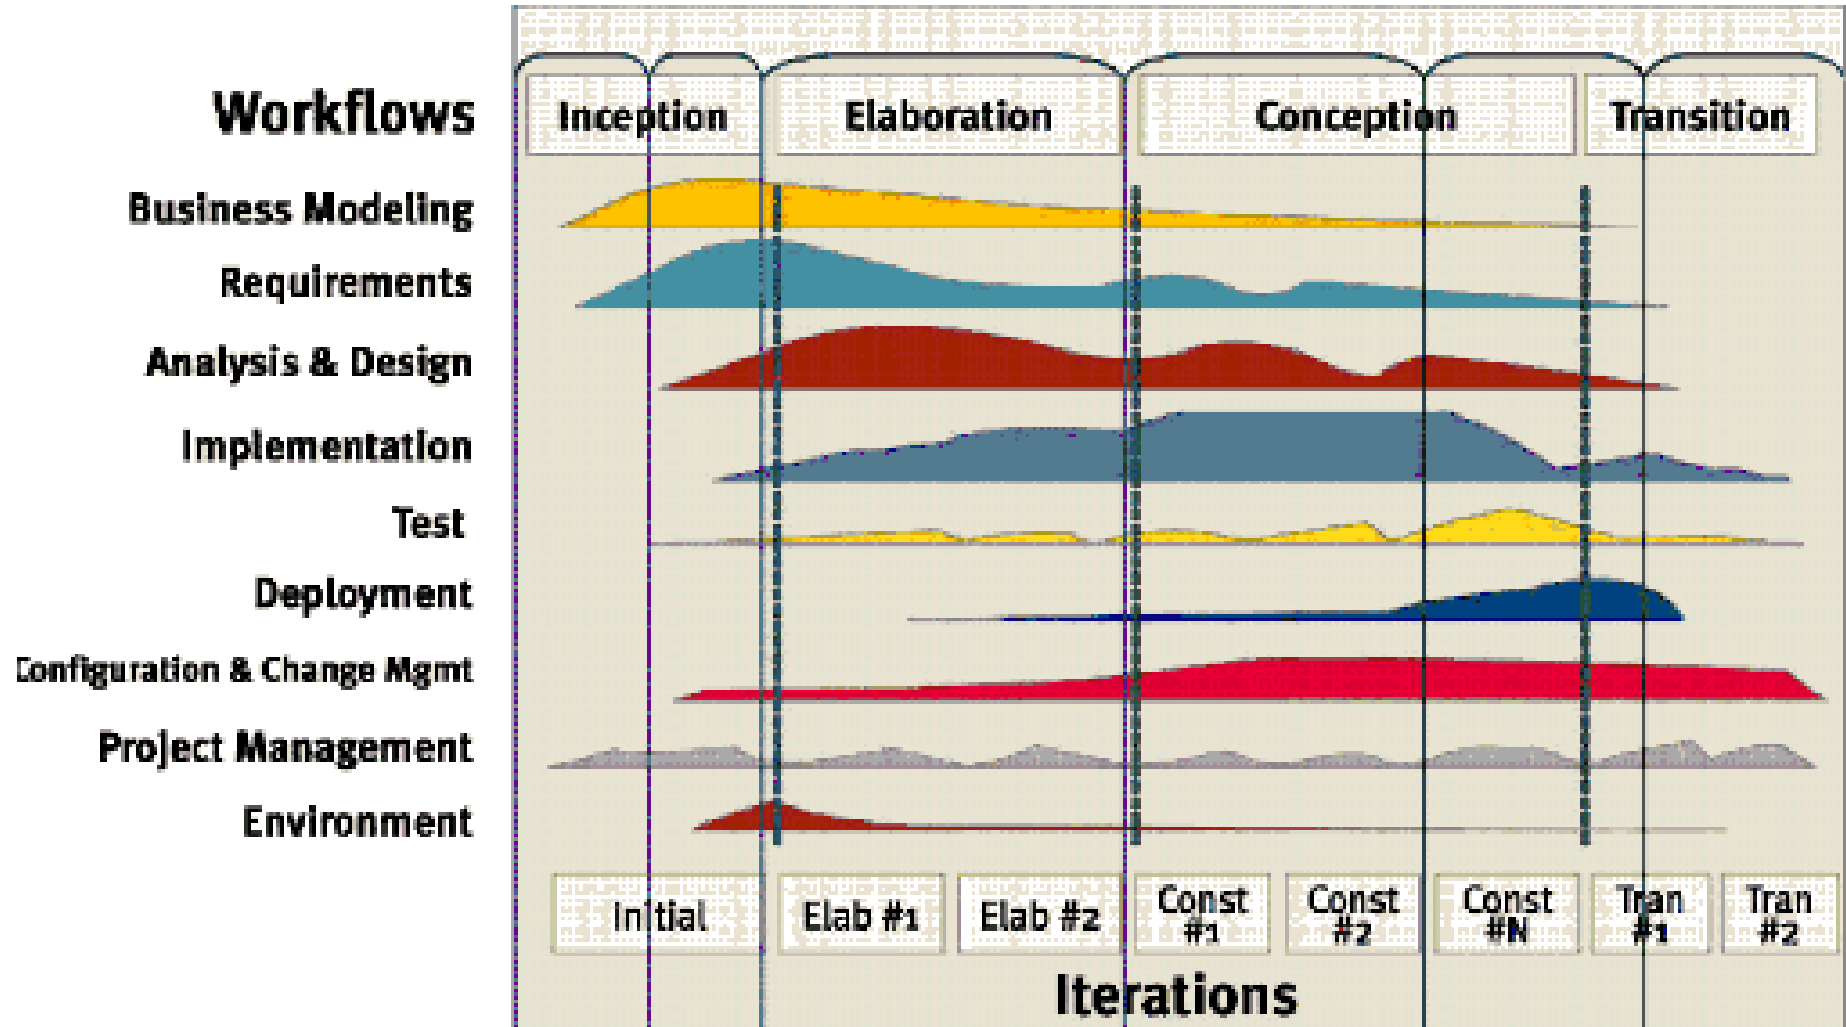 Workflows
Inception
Elaboration
Conception
Transition
Business Modeling
Requirements
Analysis & Design
Implementation
Test
Deployment
Configuration & Change Mgmt
Project Management
Environment
Initial
Elab #1
Elab #2
Const
#1
Const
#2
Const
#N
Tran
#1
Tran
#2
Iterations